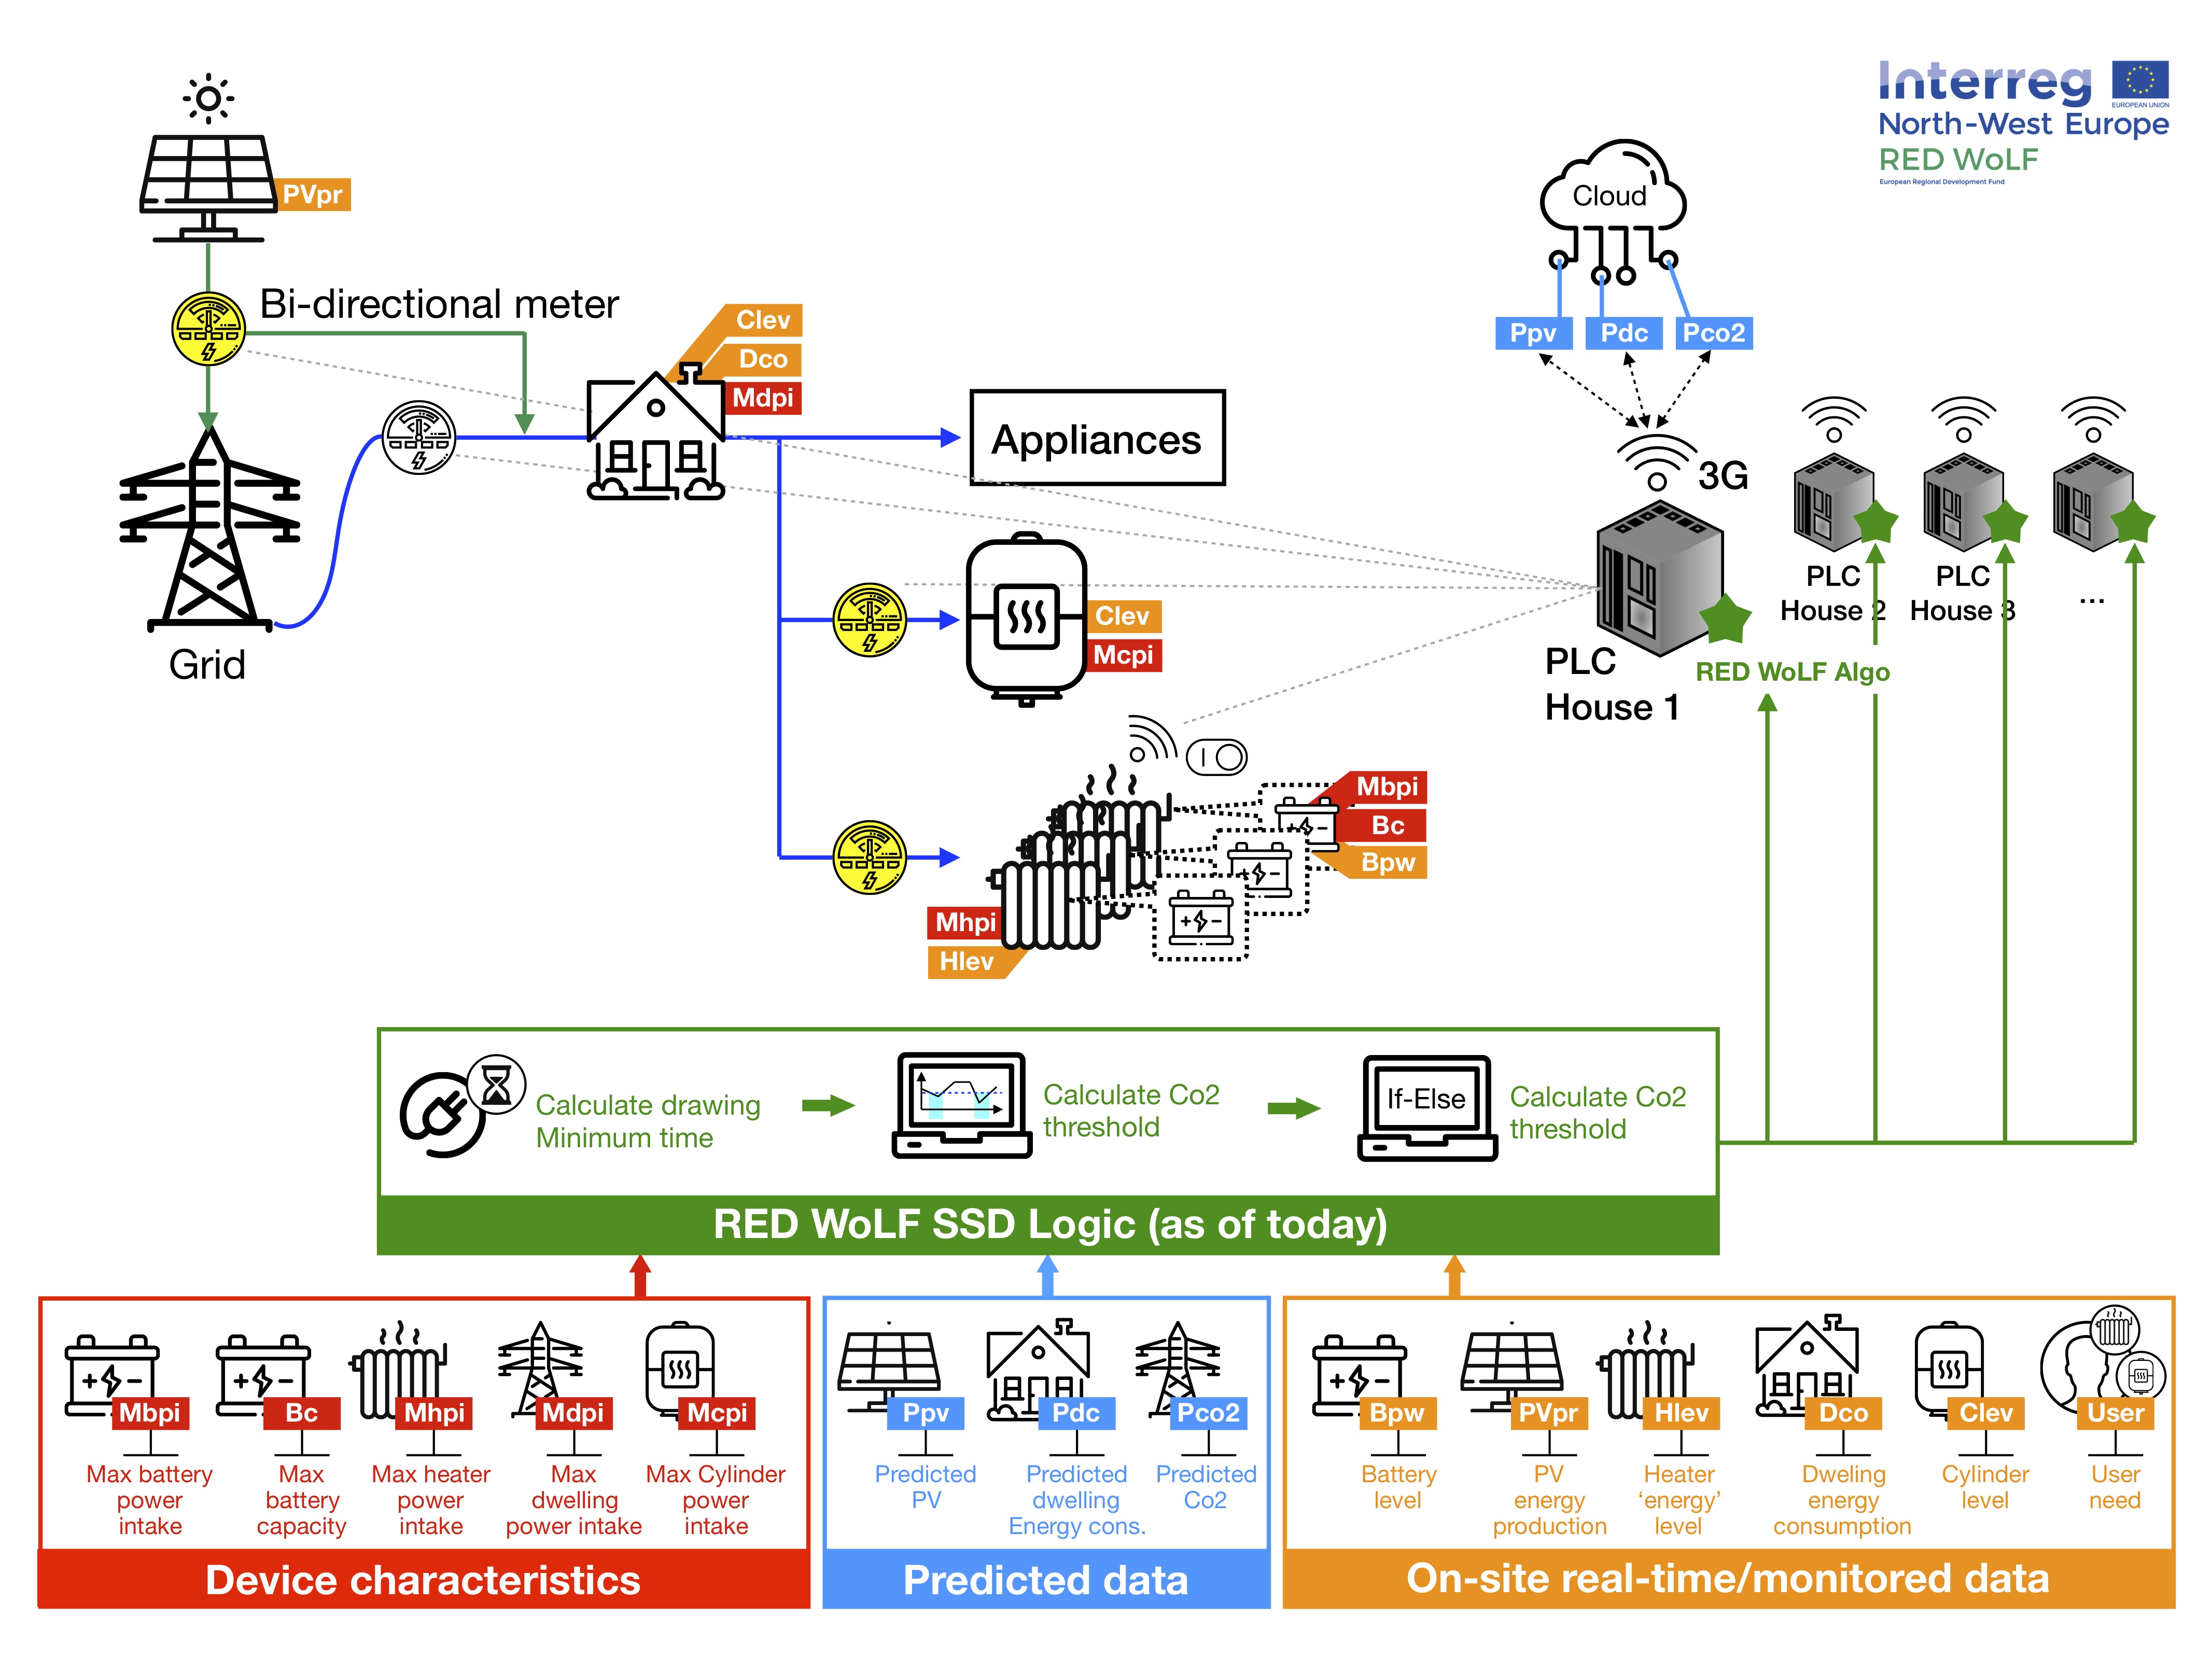 Interreg
EUROPEAN UNION
North-West Europe
RED WoLF
European Regional Development Fund
PVpr
Bi-directional meter
Clev
Dco
Mdpi
Appliances
Grid
Clev
Mcpi
Mbpi
Bc
Bpw
Mhpi
Hlev
Cloud
Ppv Pdc Pco2
3G
PLC
House 1
PLC
House 2
PLC
House 3
...
RED WoLF Algo
Calculate drawing
Minimum time
Calculate Co2
threshold
If-Else
Calculate Co2
threshold
RED WoLF SSD Logic (as of today)
Mbpi
Max battery
power
intake
Bc
Max
battery
capacity
Mhpi
Max heater
power
intake
Mdpi
Max
dwelling
power intake
Mcpi
Max Cylinder
power
intake
Device characteristics
Ppv
Predicted
PV
Pdc
Predicted
dwelling
Energy cons.
Pco2
Predicted
Co2
Predicted data
Bpw
Battery
level
PVpr
PV
energy
production
Hlev
Heater
‘energy’
level
Dco
Dweling
energy
consumption
Clev
Cylinder
level
User
User
need
On-site real-time/monitored data